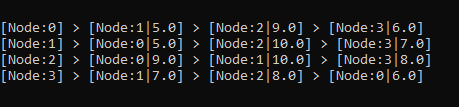 [Node:0] > [Node:1|5.0] > [Node:2|9.0] > [Node:3|6.0]
[Node:1] > [Node:0|5.0] > [Node:2|10.0] > [Node:3|7.0]
[Node:2] > [Node:0|9.0] > [Node:1|10.0] > [Node:3|8.0]
[Node:3] > [Node:1|7.0] > [Node:2|8.0] > [Node:0|6.0]